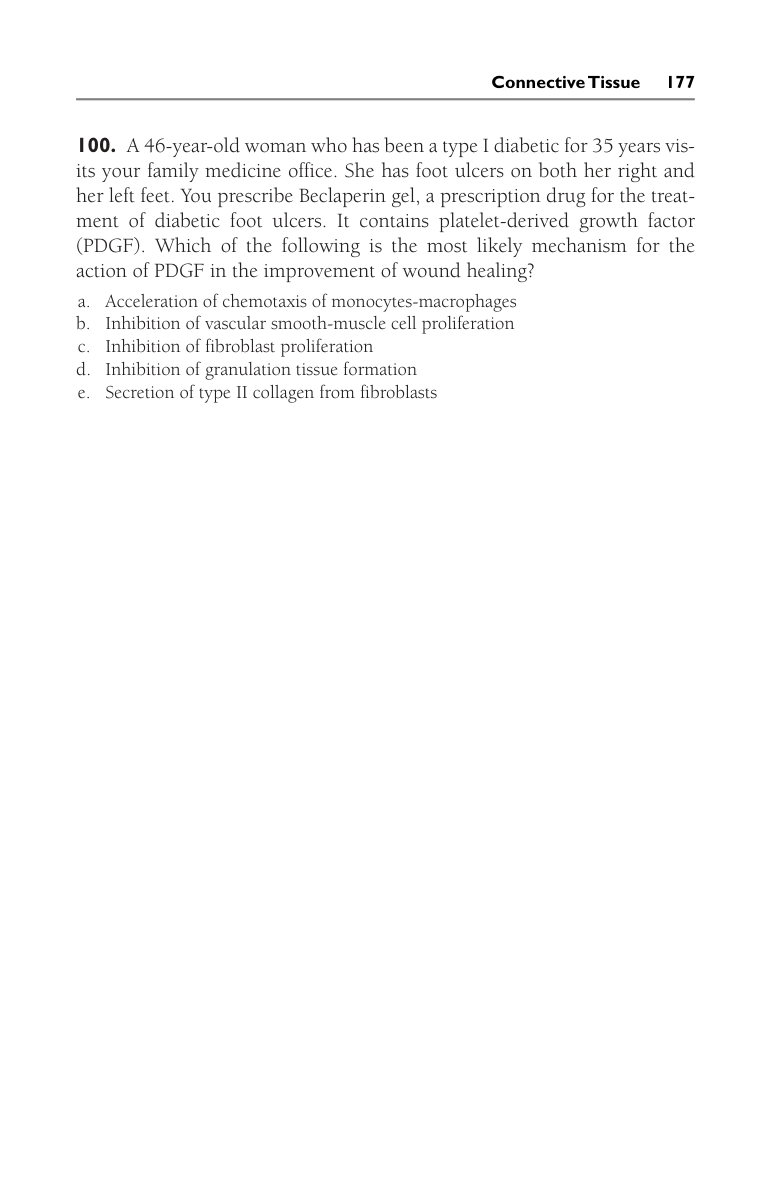 Connective Tissue 177
100. A 46-year-old woman who has been a type I diabetic for 35 years vis-
its your family medicine office. She has foot ulcers on both her right and
her left feet. You prescribe Beclaperin gel, a prescription drug for the treat-
ment of diabetic foot ulcers. It contains platelet-derived growth factor
(PDGF). Which of the following is the most likely mechanism for the
action of PDGF in the improvement of wound healing?
a. Acceleration of chemotaxis of monocytes-macrophages
b. Inhibition of vascular smooth-muscle cell proliferation
c. Inhibition of fibroblast proliferation
d. Inhibition of granulation tissue formation
e. Secretion of type II collagen from fibroblasts